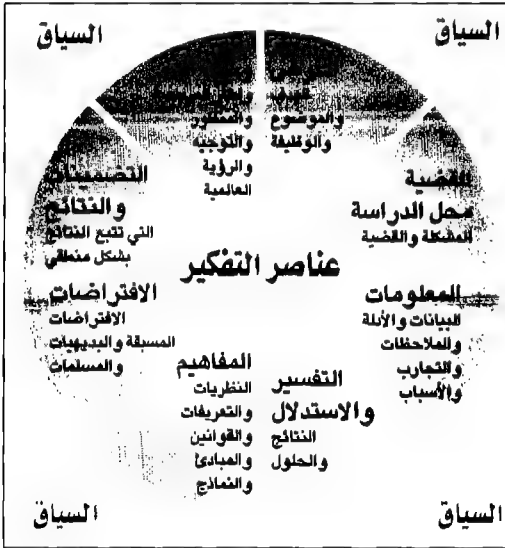 السياق
السياق
والموضوع
والوظيفة
والمنظور
والتوجيه
والرؤية
العالمية
القضية
محل الدراسة
المشكلة والقضية
التضمينات
والنتائج
التي تتبع النتائج
بشكل منطقي
عناصر التفكير
المعلومات
البيانات والأدلة
والملاحظات
والتجارب
والأسباب
الافتراضات
الافتراضات
المسبقة والبديهيات
والمسلمات
التفسير
والاستدلال
النتائج
والحلول
المفاهيم
النظريات
والتعريفات
والقوانين
والمبادئ
والنماذج
السياق
السياق